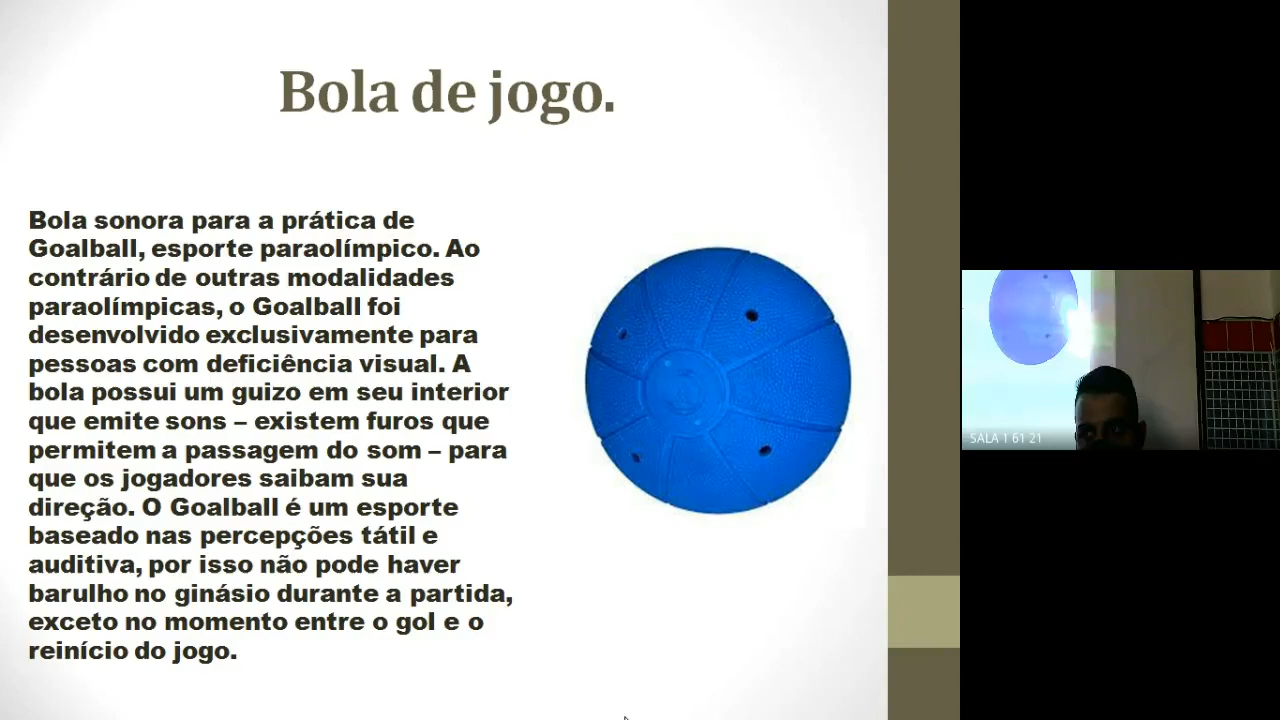 Bola de jogo.
Bola sonora para a prática de
Goalball, esporte paraolímpico. Ao
contrário de outras modalidades
paraolímpicas, o Goalball foi
desenvolvido exclusivamente para
pessoas com deficiência visual. A
bola possui um guizo em seu interior
que emite sons – existem furos que
permitem a passagem do som – para
que os jogadores saibam sua
direção. O Goalball é um esporte
baseado nas percepções tátil e
auditiva, por isso não pode haver
barulho no ginásio durante a partida,
exceto no momento entre o gol e o
reinício do jogo.
SALA 1 61 21